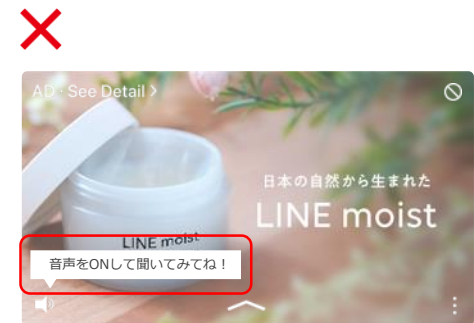 AD · See Detail >
日本の自然から生まれた
LINE moist
LINE moist
音声をONして聞いてみてね！